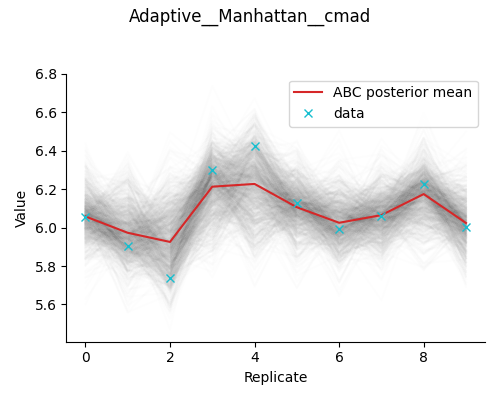 Adaptive__Manhattan__cmad
6.8
6.6
6.4
6.2
6.0
5.8
5.6
Value
ABC posterior mean
data
0
2
4
6
8
Replicate